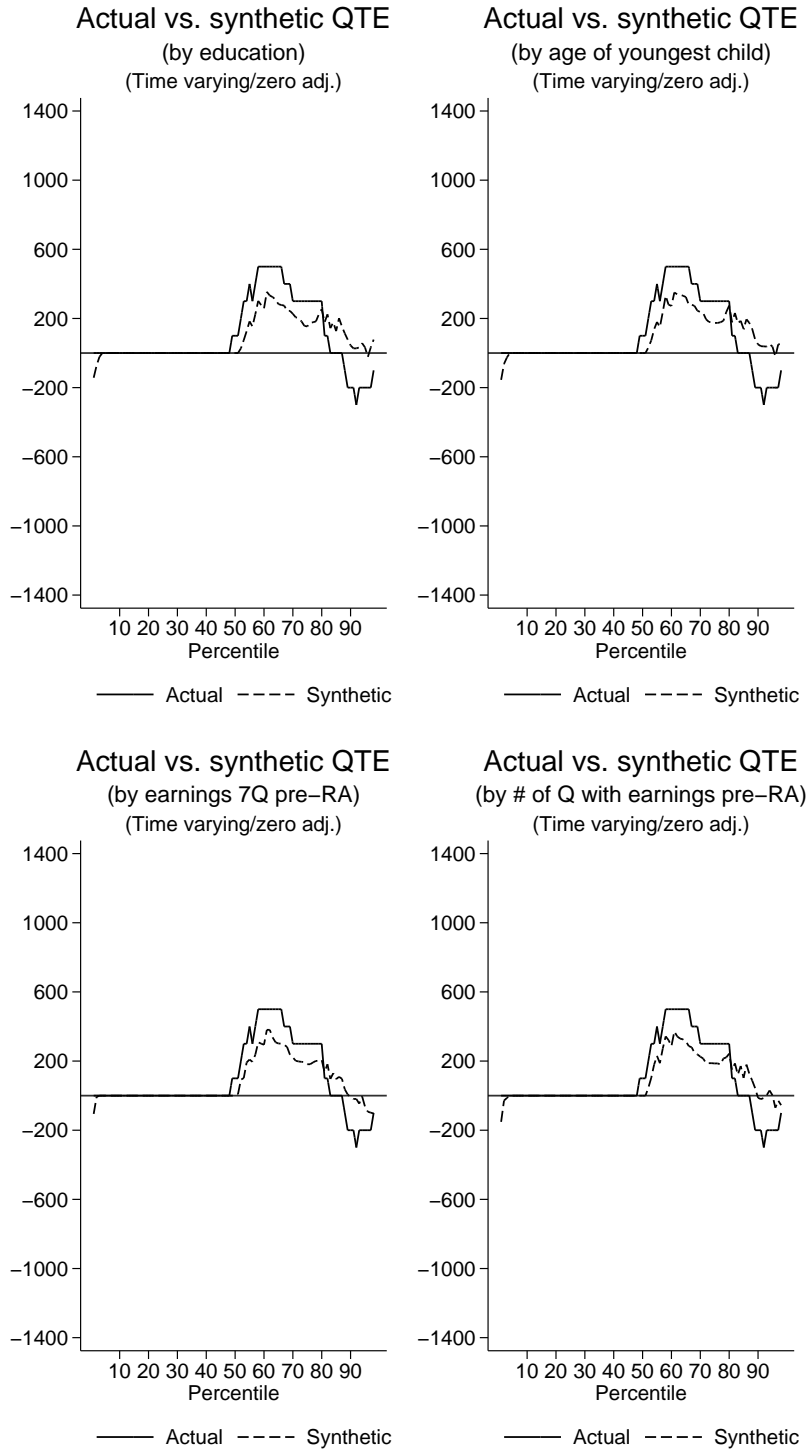 Actual vs. synthetic QTE
(by education)
(Time varying/zero adj.)
1400
1000
600
200
−200
−600
−1000
−1400
10 20 30 40 50 60 70 80 90
Percentile
Actual Synthetic
Actual vs. synthetic QTE
(by age of youngest child)
(Time varying/zero adj.)
1400
1000
600
200
−200
−600
−1000
−1400
10 20 30 40 50 60 70 80 90
Percentile
Actual Synthetic
Actual vs. synthetic QTE
(by earnings 7Q pre−RA)
(Time varying/zero adj.)
1400
1000
600
200
−200
−600
−1000
−1400
10 20 30 40 50 60 70 80 90
Percentile
Actual Synthetic
Actual vs. synthetic QTE
(by # of Q with earnings pre−RA)
(Time varying/zero adj.)
1400
1000
600
200
−200
−600
−1000
−1400
10 20 30 40 50 60 70 80 90
Percentile
Actual Synthetic